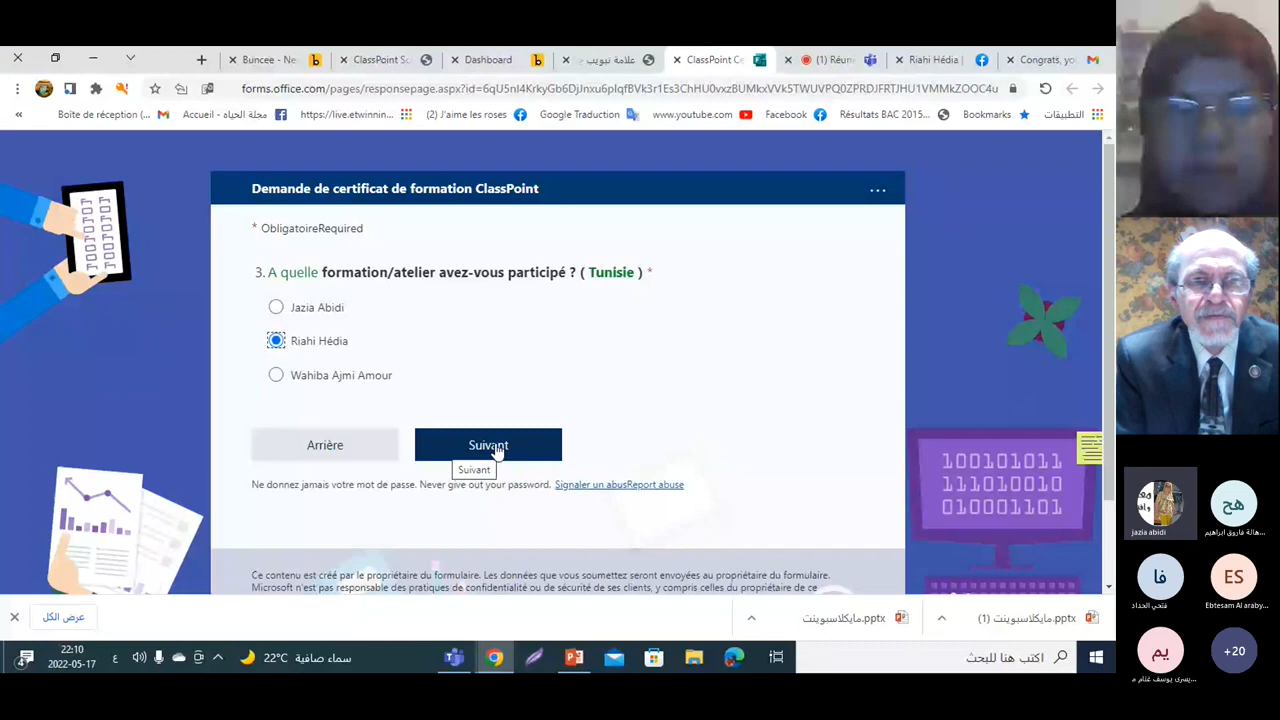 Buncee - Ne
ClassPoint Sc
Dashboard
علامة تبويب ج
ClassPoint Ce
(1) Réun
Riahi Hédia |
Congrats, yo
forms.office.com/pages/responsepage.aspx?id=6qU5nI4KrkyGb6DjJnxu6pIqfBVk3r1Es3ChHU0vxzBUMkxVVk5TWUVPQ0ZPRDJFRTJHU1VMMkZOOC4u
Boîte de réception (...
Accueil - مجلة الحياة
https://live.etwinnin...
(2) J'aime les roses
Google Traduction
www.youtube.com
Facebook
Résultats BAC 2015...
Bookmarks
التطبيقات
Demande de certificat de formation ClassPoint
...
* ObligatoireRequired
3. A quelle formation/atelier avez-vous participé ? ( Tunisie ) *
Jazia Abidi
Riahi Hédia
Wahiba Ajmi Amour
Arrière
Suivant
Suivant
Ne donnez jamais votre mot de passe. Never give out your password. Signaler un abusReport abuse
Ce contenu est créé par le propriétaire du formulaire. Les données que vous soumettez seront envoyées au propriétaire du formulaire.
Microsoft n'est pas responsable des pratiques de confidentialité ou de sécurité de ses clients, y compris celles du propriétaire de ce
100101011
111010010
010001101
عرض الكل
مايكلاسبوينت.pptx
مايكلاسبوينت (1).pptx
22:10
2022-05-17
4
ع
22°C سماء صافية
اكتب هنا للبحث
jazia abidi
هح
هالة فاروق ابراهيم...
فا
فتحي الحداد
ES
Ebtesam Al araby...
يم
يسرى يوسف غنام م...
+20